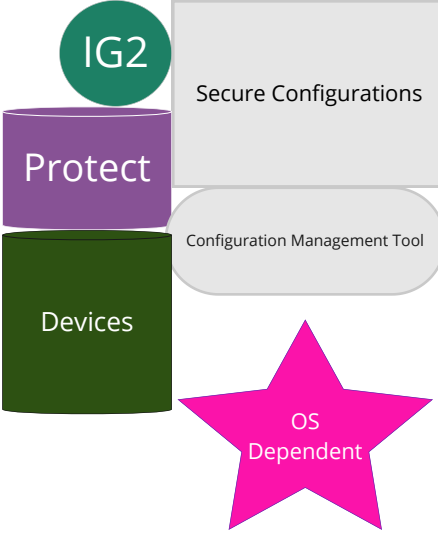 IG2
Secure Configurations
Protect
Configuration Management Tool
Devices
OS
Dependent